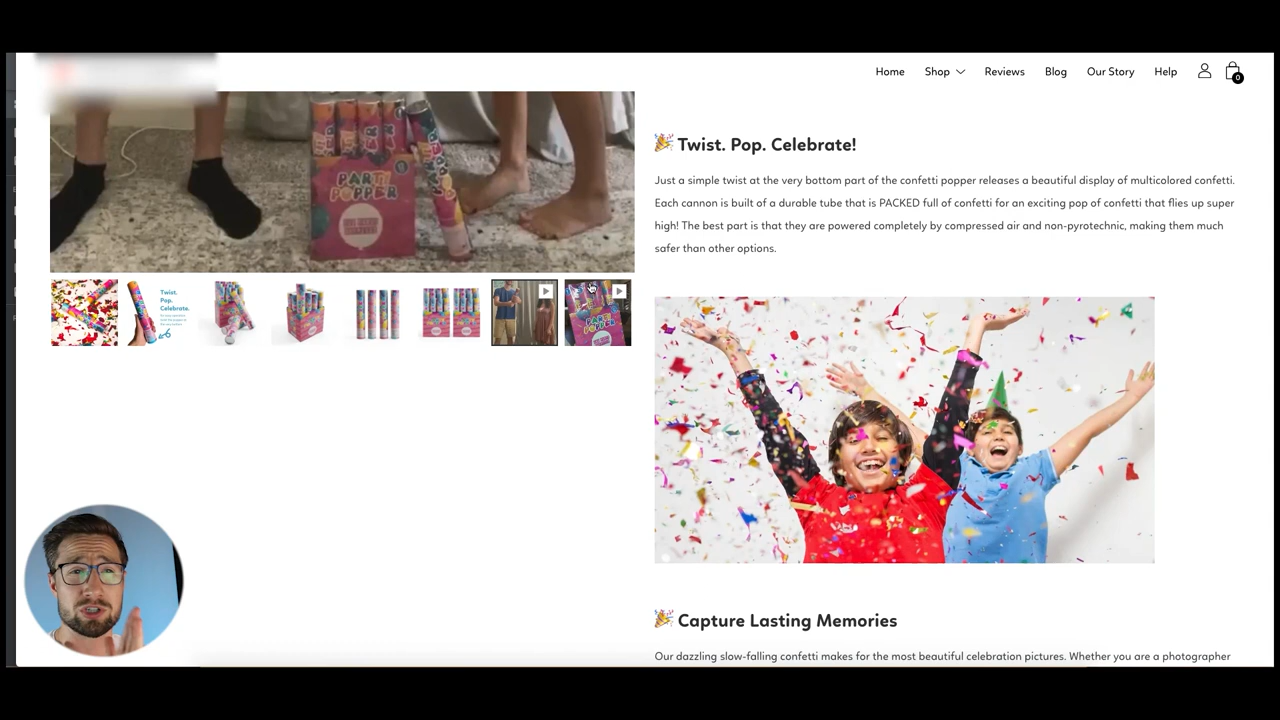 Home Shop Reviews Blog Our Story Help
0
PARTY
POPPER
🎉 Twist. Pop. Celebrate!
Just a simple twist at the very bottom part of the confetti popper releases a beautiful display of multicolored confetti.
Each cannon is built of a durable tube that is PACKED full of confetti for an exciting pop of confetti that flies up super
high! The best part is that they are powered completely by compressed air and non-pyrotechnic, making them much
safer than other options.
Twist.
Pop.
Celebrate.
🎉 Capture Lasting Memories
Our dazzling slow-falling confetti makes for the most beautiful celebration pictures. Whether you are a photographer